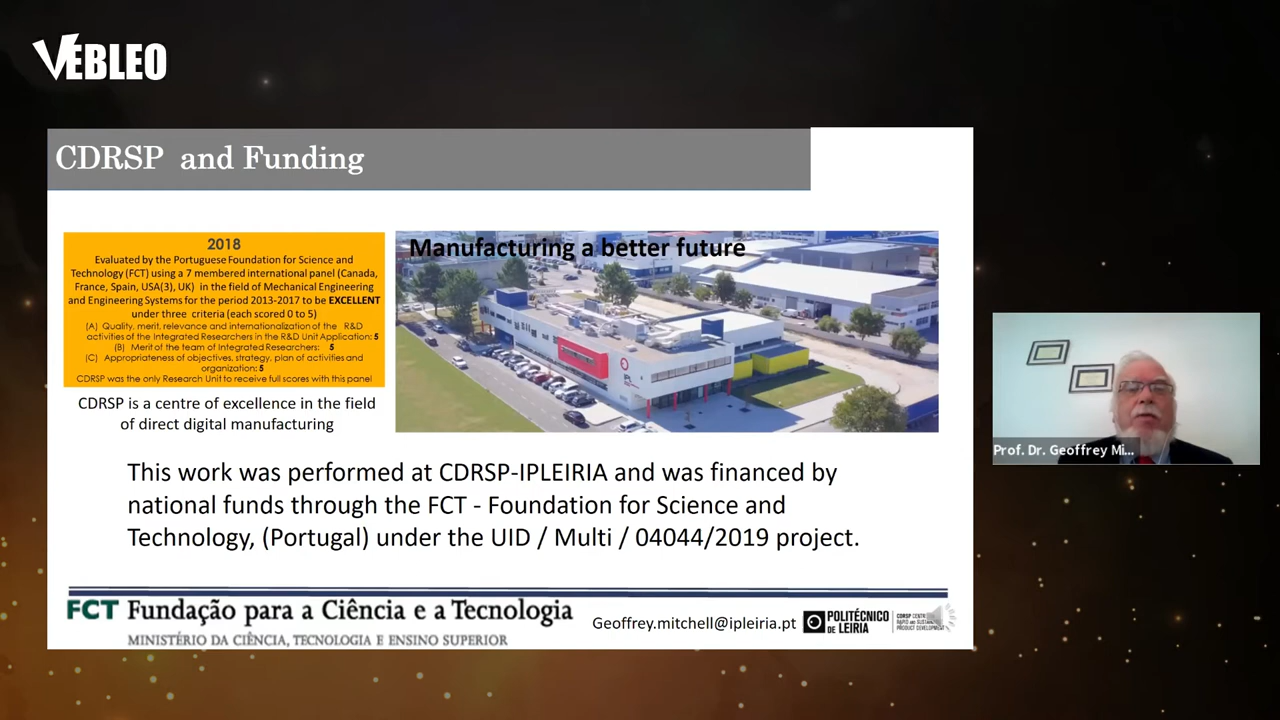 VEBLEO
CDRSP and Funding
2018
Evaluated by the Portuguese Foundation for Science and
Technology (FCT) using a 7 membered international panel (Canada,
France, Spain, USA(3), UK) in the field of Mechanical Engineering
and Engineering Systems for the period 2013-2017 to be EXCELLENT
under three criteria (each scored 0 to 5)
(A) Quality, merit, relevance and internationalization of the R&D
activities of the Integrated Researchers in the R&D Unit Application: 5
(B) Merit of the team of Integrated Researchers: 5
(C) Appropriateness of objectives, strategy, plan of activities and
organization: 5
CDRSP was the only Research Unit to receive full scores with this panel
CDRSP is a centre of excellence in the field
of direct digital manufacturing
Manufacturing a better future
This work was performed at CDRSP-IPLEIRIA and was financed by
national funds through the FCT - Foundation for Science and
Technology, (Portugal) under the UID / Multi / 04044/2019 project.
Prof. Dr. Geoffrey Mi...
FCT Fundação para a Ciência e a Tecnologia
MINISTÉRIO DA CIÊNCIA, TECNOLOGIA E ENSINO SUPERIOR
Geoffrey.mitchell@ipleiria.pt
POLITÉCNICO
DE LEIRIA
PRODUCT DEVELOPMENT